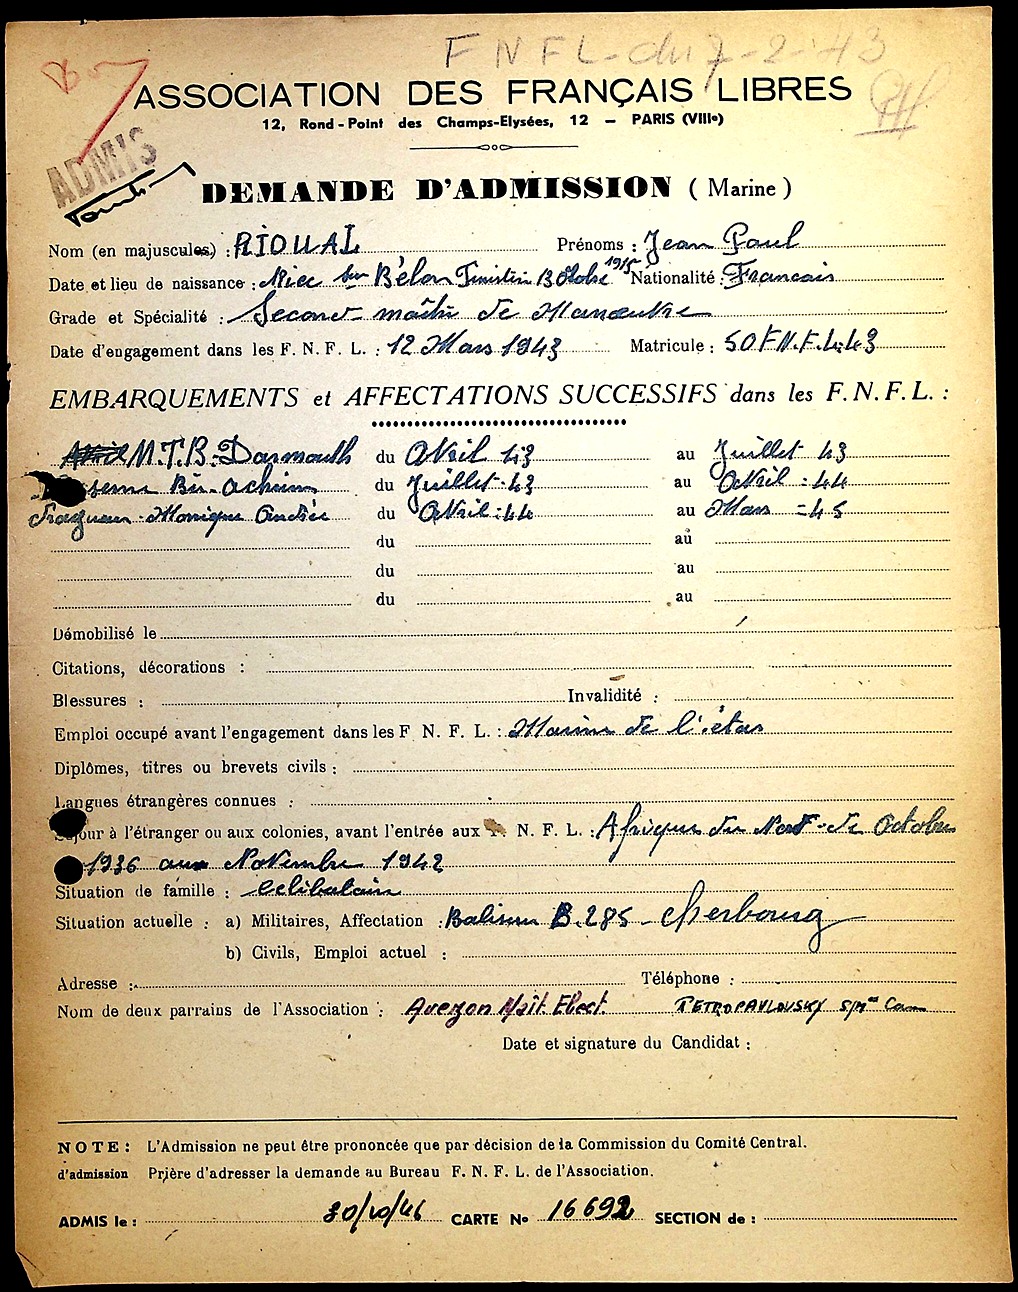 F N F L - du 7-2-43
ASSOCIATION DES FRANÇAIS LIBRES
12, Rond-Point des Champs-Elysées, 12 — PARIS (VIIIe)
ADMIS
DEMANDE D'ADMISSION ( Marine )
Nom (en majuscules) : RIOUAL Prénoms : Jean Paul
Date et lieu de naissance : Riec sur Bélon Finistère 13 Octobre 1915 Nationalité : Francais
Grade et Spécialité : Second-maître de Manoeuvre
Date d'engagement dans les F. N. F. L. : 12 Mars 1943 Matricule : 50 F.N.F.L.43
EMBARQUEMENTS et AFFECTATIONS SUCCESSIFS dans les F. N. F. L. :
M.T.B. Darmouth du Avril 43 au Juillet 43
du Juillet-43 au Avril-44
Monique Andrée du Avril-44 au Mars-45
du au
du au
du au
Démobilisé le
Citations, décorations :
Blessures : Invalidité :
Emploi occupé avant l'engagement dans les F N. F. L. : Marine de l'état
Diplômes, titres ou brevets civils :
Langues étrangères connues :
Séjour à l'étranger ou aux colonies, avant l'entrée aux N. F. L. : Afrique du Nord-de Octobre
1936 au Novembre 1942
Situation de famille : celibataire
Situation actuelle : a) Militaires, Affectation : Baliseur B.285 Cherbourg
b) Civils, Emploi actuel :
Adresse : Téléphone :
Nom de deux parrains de l'Association : Avezon Mait. Elect. PETROPAVLOVSKY
Date et signature du Candidat :
NOTE : L'Admission ne peut être prononcée que par décision de la Commission du Comité Central.
d'admission Prière d'adresser la demande au Bureau F. N. F. L. de l'Association.
ADMIS le : 30/10/46 CARTE No 16692 SECTION de :